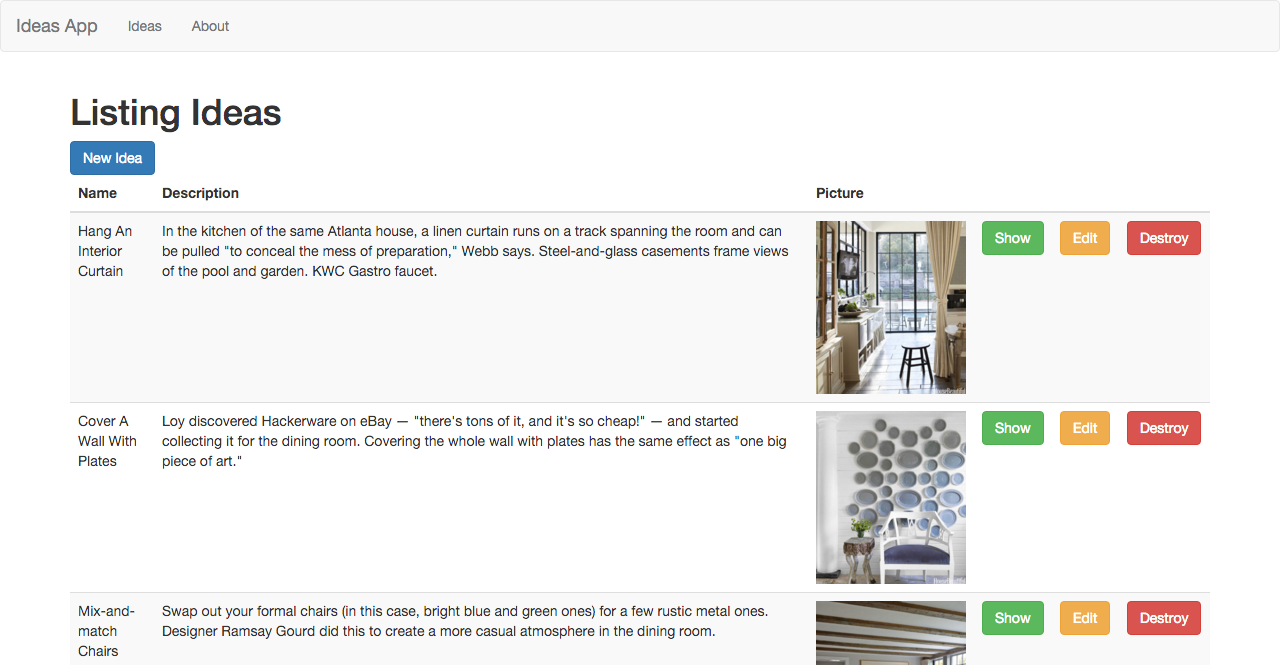 Ideas App Ideas About
Listing Ideas
New Idea
Name Description Picture
Hang An
Interior
Curtain
In the kitchen of the same Atlanta house, a linen curtain runs on a track spanning the room and can
be pulled "to conceal the mess of preparation," Webb says. Steel-and-glass casements frame views
of the pool and garden. KWC Gastro faucet.
Show Edit Destroy
Cover A
Wall With
Plates
Loy discovered Hackerware on eBay — "there's tons of it, and it's so cheap!" — and started
collecting it for the dining room. Covering the whole wall with plates has the same effect as "one big
piece of art."
Show Edit Destroy
Mix-and-
match
Chairs
Swap out your formal chairs (in this case, bright blue and green ones) for a few rustic metal ones.
Designer Ramsay Gourd did this to create a more casual atmosphere in the dining room.
Show Edit Destroy